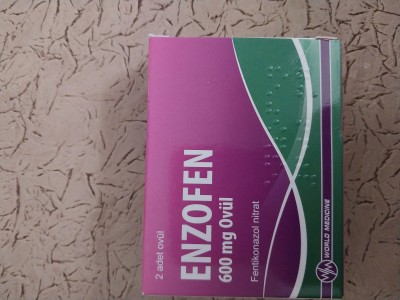 2 adet ovül
ENZOFEN
600 mg Ovül
Fentikonazol nitrat
WORLD MEDICINE